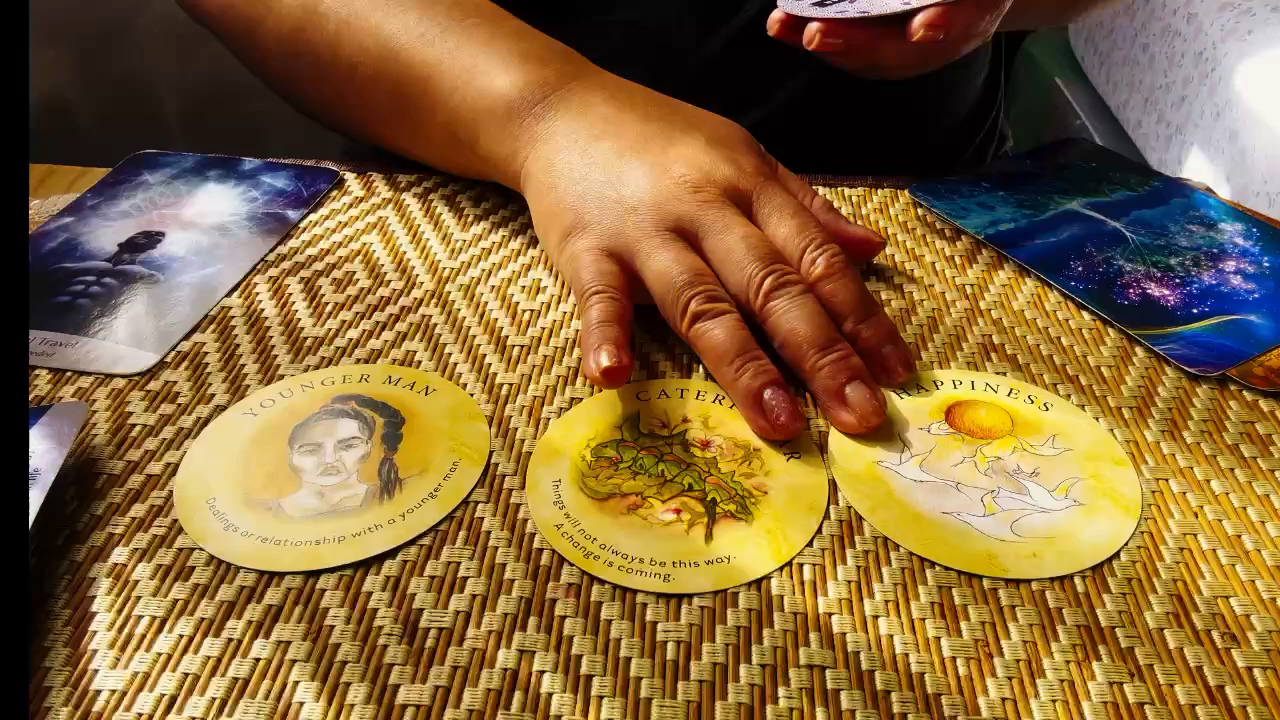 YOUNGER MAN
Dealings or relationship with a younger man.
Things will not always be this way.
A change is coming.
HAPPINESS
Travel